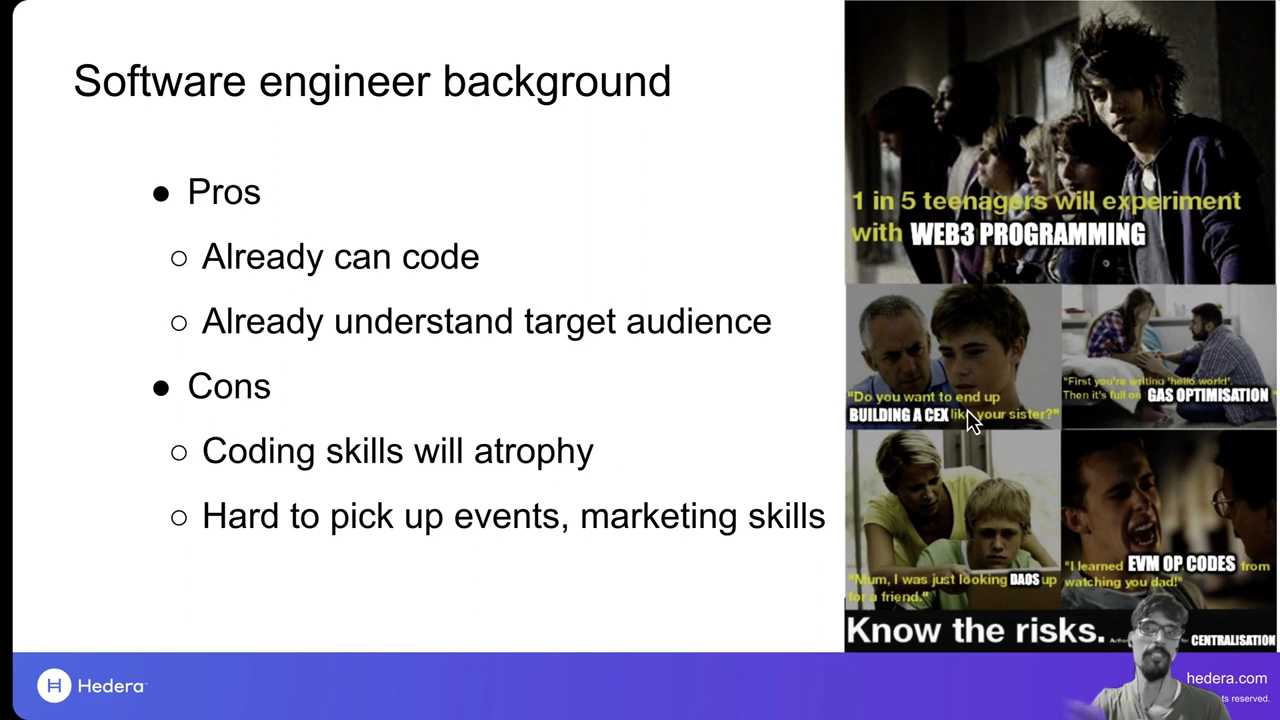 Software engineer background
● Pros
○ Already can code
○ Already understand target audience
● Cons
○ Coding skills will atrophy
○ Hard to pick up events, marketing skills
1 in 5 teenagers will experiment
with WEB3 PROGRAMMING
"Do you want to end up
BUILDING A CEX like your sister?"
"First you're writing 'hello world'.
Then it's full on GAS OPTIMISATION "
"Mum, I was just looking DAOS up
for a friend."
"I learned EVM OP CODES from
watching you dad!"
Know the risks.
CENTRALISATION
Hedera
hedera.com
ts reserved.